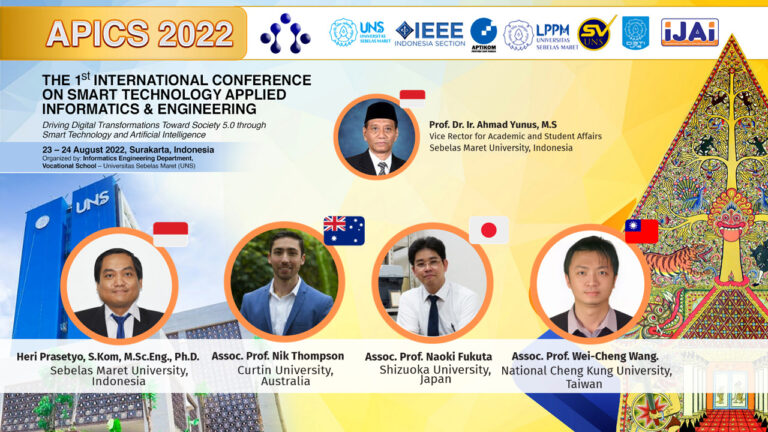 APICS 2022
UNS
UNIVERSITAS
SEBELAS MARET
IEEE
INDONESIA SECTION
APTIKOM
LPPM
UNIVERSITAS
SEBELAS MARET
SV
UNS
IJAI
THE 1st INTERNATIONAL CONFERENCE
ON SMART TECHNOLOGY APPLIED
INFORMATICS & ENGINEERING
Driving Digital Transformations Toward Society 5.0 through
Smart Technology and Artificial Intelligence
23 – 24 August 2022, Surakarta, Indonesia
Organized by: Informatics Engineering Department,
Vocational School – Universitas Sebelas Maret (UNS)
Prof. Dr. Ir. Ahmad Yunus, M.S
Vice Rector for Academic and Student Affairs
Sebelas Maret University, Indonesia
UNS
Heri Prasetyo, S.Kom, M.Sc.Eng., Ph.D.
Sebelas Maret University,
Indonesia
Assoc. Prof. Nik Thompson
Curtin University,
Australia
Assoc. Prof. Naoki Fukuta
Shizuoka University,
Japan
Assoc. Prof. Wei-Cheng Wang.
National Cheng Kung University,
Taiwan